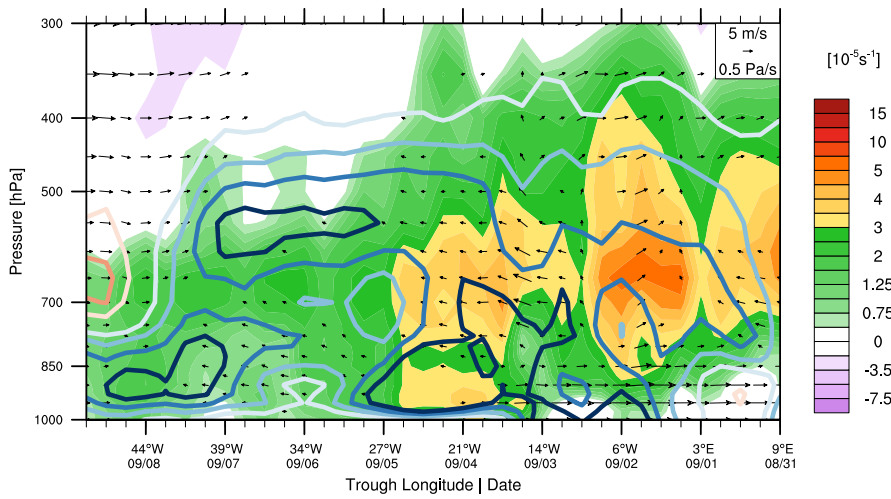 300
400
500
700
850
1000
Pressure [hPa]
5 m/s
0.5 Pa/s
[10⁻⁵s⁻¹]
15
10
5
4
3
2
1.25
0.75
0
-3.5
-7.5
44°W 39°W 34°W 27°W 21°W 14°W 6°W 3°E 9°E
09/08 09/07 09/06 09/05 09/04 09/03 09/02 09/01 08/31
Trough Longitude | Date